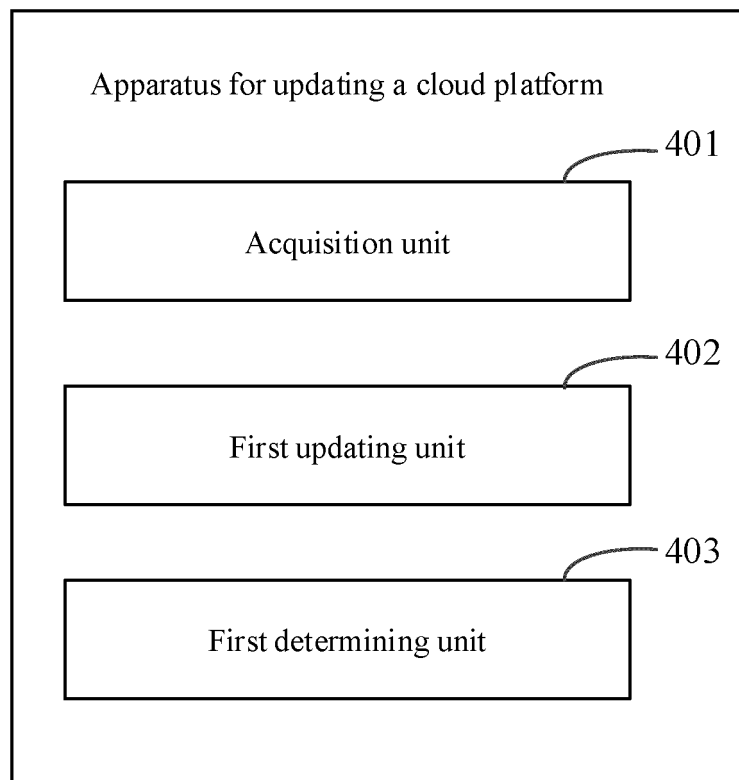 Apparatus for updating a cloud platform
401
Acquisition unit
402
First updating unit
403
First determining unit